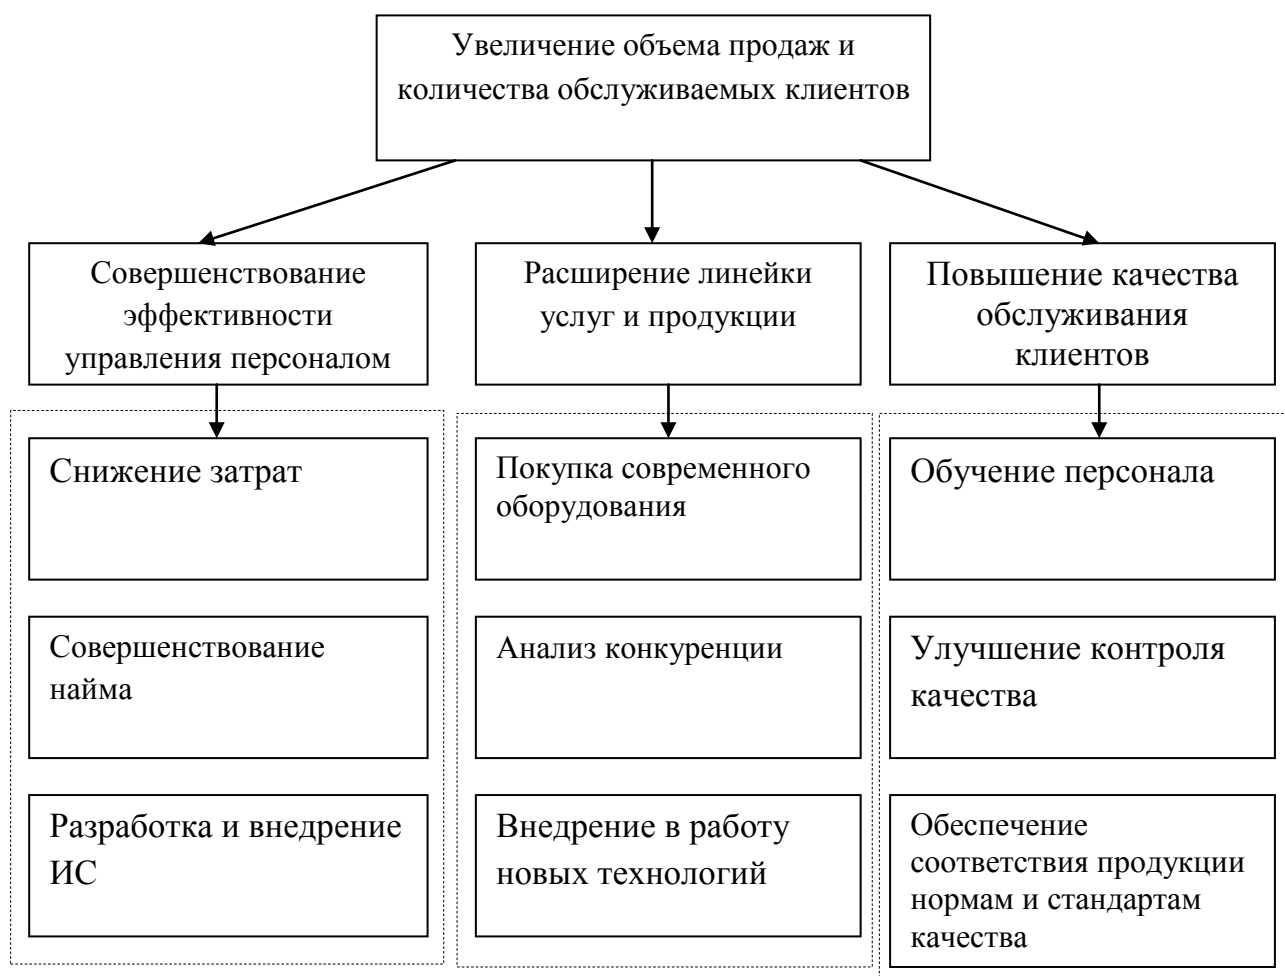 Увеличение объема продаж и
количества обслуживаемых клиентов
Совершенствование
эффективности
управления персоналом
Расширение линейки
услуг и продукции
Повышение качества
обслуживания
клиентов
Снижение затрат
Покупка современного
оборудования
Обучение персонала
Совершенствование
найма
Анализ конкуренции
Улучшение контроля
качества
Разработка и внедрение
ИС
Внедрение в работу
новых технологий
Обеспечение
соответствия продукции
нормам и стандартам
качества